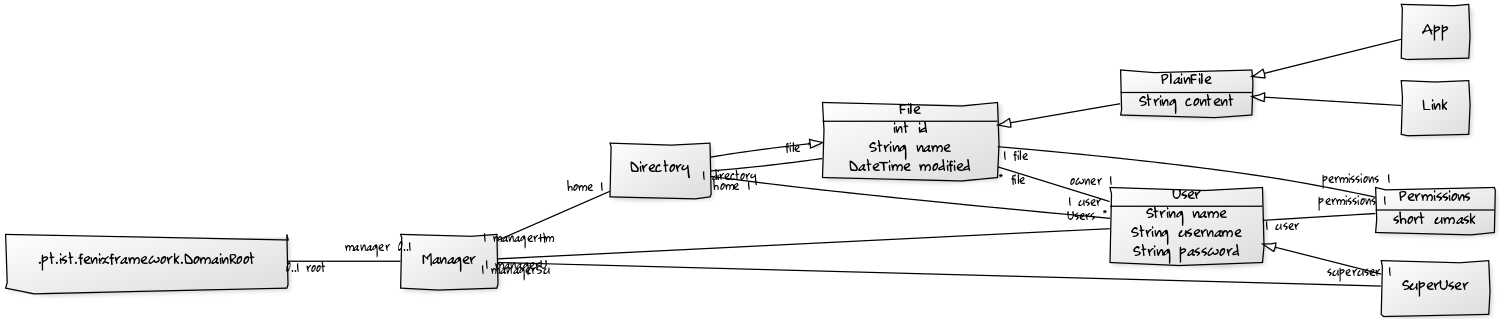 App
PlainFile
String content
Link
File
int id
String name
DateTime modified
file
Directory
1 directory
home 1
home 1
1 file
* file
owner 1
1 user
Users *
permissions 1
permissions 1
User
String name
String username
String password
Permissions
short umask
1 user
.pt.ist.fenixframework.DomainRoot
0..1 root
manager 0..1
Manager
1 managerHm
1 managerU
1 managerSU
superuser 1
SuperUser